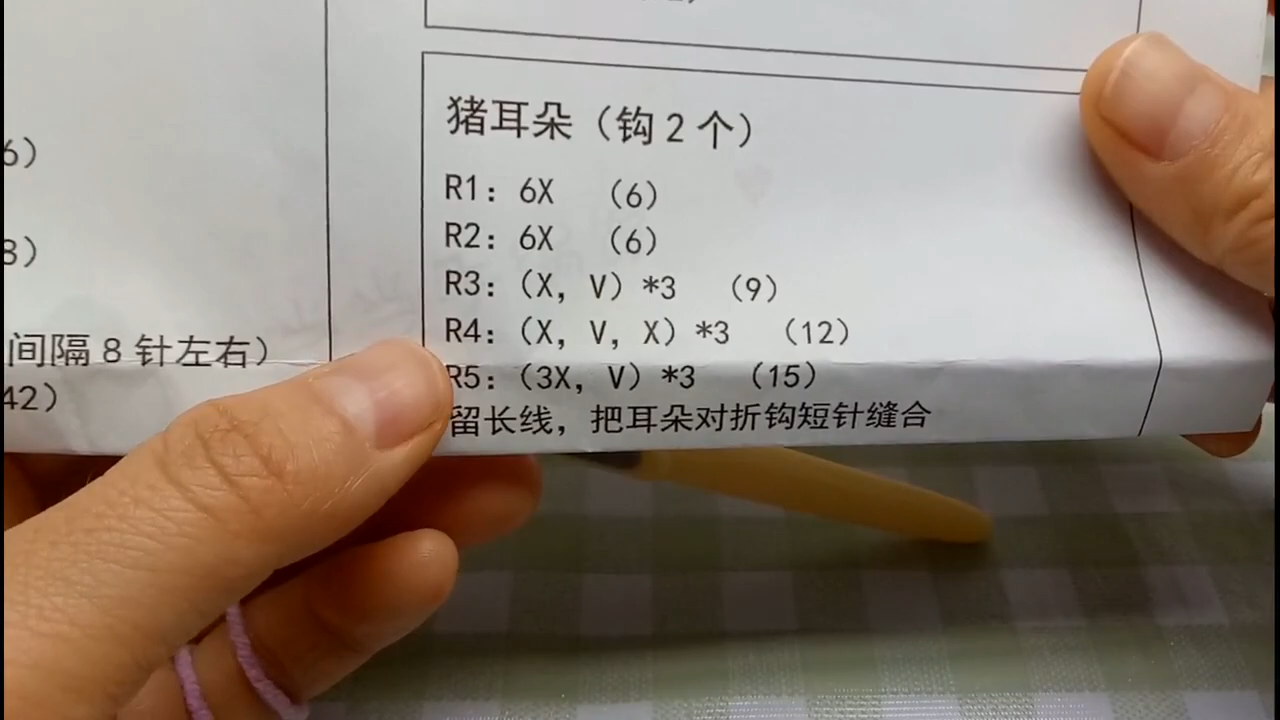 6）
8）
间隔 8 针左右）
42）
猪耳朵（钩 2 个）
R1：6X （6）
R2：6X （6）
R3：（X，V）*3 （9）
R4：（X，V，X）*3 （12）
R5：（3X，V）*3 （15）
留长线，把耳朵对折钩短针缝合